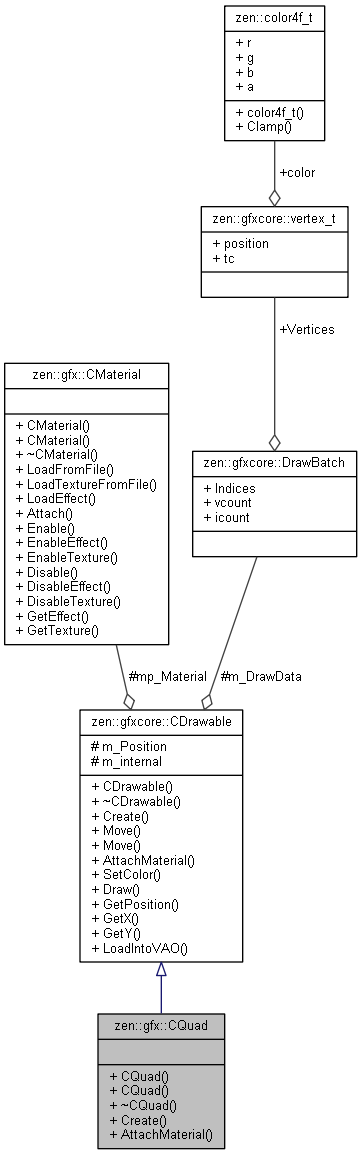 zen::color4f_t
+ r
+ g
+ b
+ a
+ color4f_t()
+ Clamp()
+color
zen::gfxcore::vertex_t
+ position
+ tc
+Vertices
zen::gfx::CMaterial
+ CMaterial()
+ CMaterial()
+ ~CMaterial()
+ LoadFromFile()
+ LoadTextureFromFile()
+ LoadEffect()
+ Attach()
+ Enable()
+ EnableEffect()
+ EnableTexture()
+ Disable()
+ DisableEffect()
+ DisableTexture()
+ GetEffect()
+ GetTexture()
zen::gfxcore::DrawBatch
+ Indices
+ vcount
+ icount
#mp_Material
#m_DrawData
zen::gfxcore::CDrawable
# m_Position
# m_internal
+ CDrawable()
+ ~CDrawable()
+ Create()
+ Move()
+ Move()
+ AttachMaterial()
+ SetColor()
+ Draw()
+ GetPosition()
+ GetX()
+ GetY()
+ LoadIntoVAO()
zen::gfx::CQuad
+ CQuad()
+ CQuad()
+ ~CQuad()
+ Create()
+ AttachMaterial()